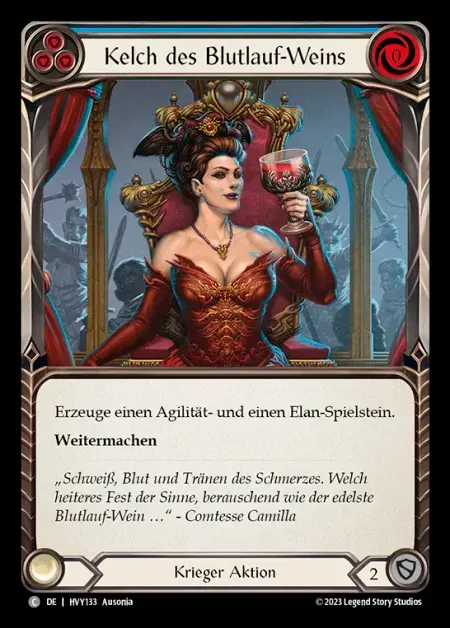 Kelch des Blutlauf-Weins
0
Erzeuge einen Agilität- und einen Elan-Spielstein.
Weitermachen
„Schweiß, Blut und Tränen des Schmerzes. Welch
heiteres Fest der Sinne, berauschend wie der edelste
Blutlauf-Wein …“ - Comtesse Camilla
Krieger Aktion
2
C DE | HVY133 Ausonia
© 2023 Legend Story Studios